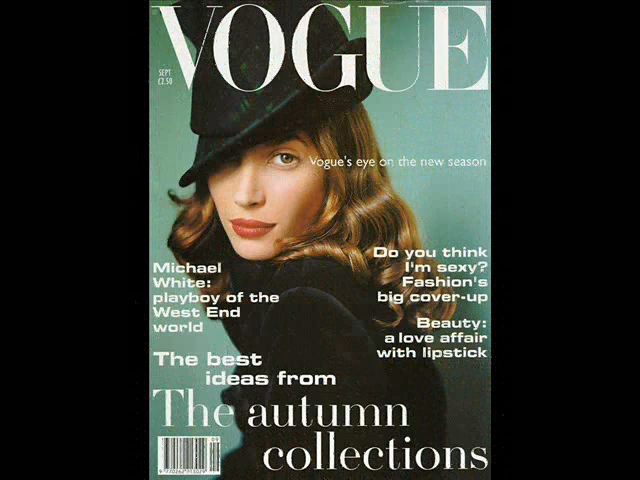 VOGUE
SEPT
£2.50
Vogue's eye on the new season
Do you think
I'm sexy?
Fashion's
big cover-up
Michael
White:
playboy of the
West End
world
Beauty:
a love affair
with lipstick
The best
ideas from
The autumn
collections
09